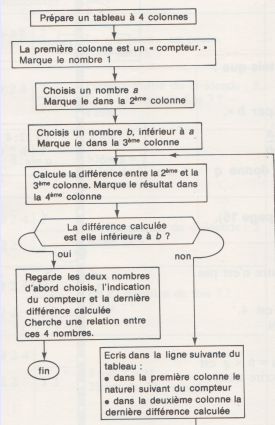 Prépare un tableau à 4 colonnes
La première colonne est un « compteur. »
Marque le nombre 1
Choisis un nombre a
Marque le dans la 2ème colonne
Choisis un nombre b, inférieur à a
Marque le dans la 3ème colonne
Calcule la différence entre la 2ème et la
3ème colonne. Marque le résultat dans
la 4ème colonne
La différence calculée
est elle inférieure à b ?
oui
non
Regarde les deux nombres
d'abord choisis, l'indication
du compteur et la dernière
différence calculée
Cherche une relation entre
ces 4 nombres.
fin
Ecris dans la ligne suivante du
tableau :
• dans la première colonne le
naturel suivant du compteur
• dans la deuxième colonne la
dernière différence calculée